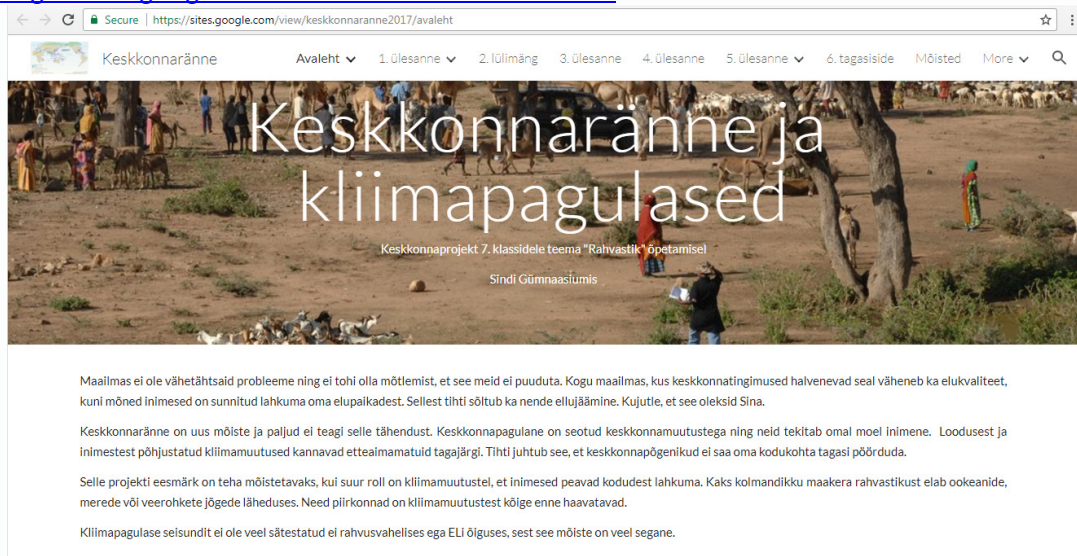 Secure | https://sites.google.com/view/keskkonnaranne2017/avaleht
Keskkonnaränne Avaleht 1. ülesanne 2. lülimäng 3. ülesanne 4. ülesanne 5. ülesanne 6. tagasiside Mõisted More
Keskkonnaränne ja
kliimapagulased
Keskkonnaprojekt 7. klassidele teema "Rahvastik" õpetamisel
Sindi Gümnaasiumis
Maailmas ei ole vähetähtsaid probleeme ning ei tohi olla mõtlemist, et see meid ei puuduta. Kogu maailmas, kus keskkonnatingimused halvenevad seal väheneb ka elukvaliteet,
kuni mõned inimesed on sunnitud lahkuma oma elupaikadest. Sellest tihti sõltub ka nende ellujäämine. Kujutle, et see oleksid Sina.
Keskkonnaränne on uus mõiste ja paljud ei teagi selle tähendust. Keskkonnapagulane on seotud keskkonnamuutustega ning neid tekitab omal moel inimene. Loodusest ja
inimestest põhjustatud kliimamuutused kannavad etteaimamatuid tagajärgi. Tihti juhtub see, et keskkonnapõgenikud ei saa oma kodukohta tagasi pöörduda.
Selle projekti eesmärk on teha mõistetavaks, kui suur roll on kliimamuutustel, et inimesed peavad kodudest lahkuma. Kaks kolmandikku maakera rahvastikust elab ookeanide,
merede või veerohkete jõgede läheduses. Need piirkonnad on kliimamuutustest kõige enne haavatavad.
Kliimapagulase seisundit ei ole veel sätestatud ei rahvusvahelises ega ELi õiguses, sest see mõiste on veel segane.